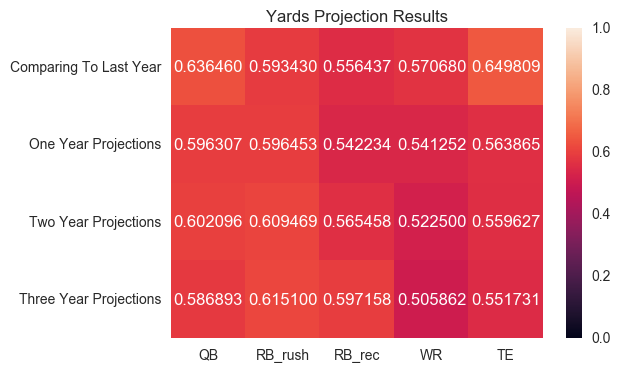 Yards Projection Results
Comparing To Last Year 0.636460 0.593430 0.556437 0.570680 0.649809
One Year Projections 0.596307 0.596453 0.542234 0.541252 0.563865
Two Year Projections 0.602096 0.609469 0.565458 0.522500 0.559627
Three Year Projections 0.586893 0.615100 0.597158 0.505862 0.551731
QB RB_rush RB_rec WR TE
1.0
0.8
0.6
0.4
0.2
0.0